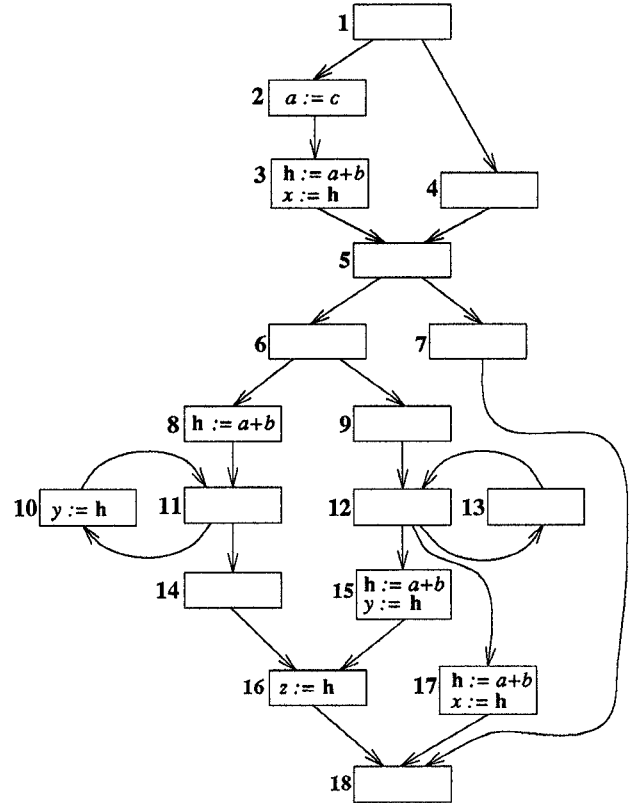 1
2 a := c
3 h := a+b
x := h
4
5
6
7
8 h := a+b
9
10 y := h
11
12
13
14
15 h := a+b
y := h
16 z := h
17 h := a+b
x := h
18